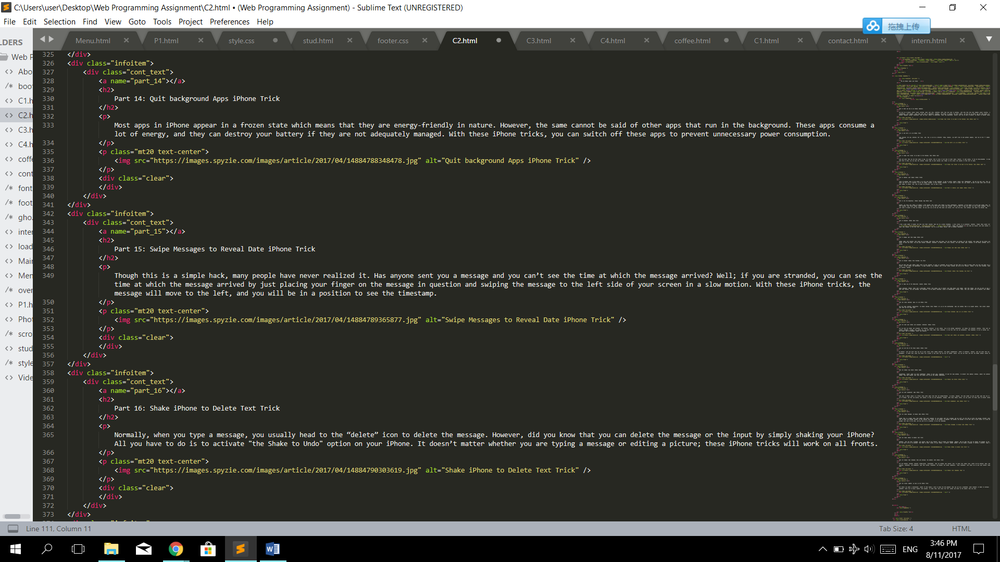 C:\Users\user\Desktop\Web Programming Assignment\C2.html • (Web Programming Assignment) - Sublime Text (UNREGISTERED)
File Edit Selection Find View Goto Tools Project Preferences Help
拖拽上传
LDERS
Menu.html P1.html style.css stud.html footer.css C2.html C3.html C4.html coffee.html C1.html contact.html intern.html
Web P
<> Abo
/* boot
<> C1.h
<> C2.h
<> C3.h
<> C4.h
<> coffe
<> cont
/* font
/* foot
/* gho
<> inter
<> load
<> Mair
<> Men
/* over
<> P1.h
<> Phot
/* scro
<> stud
/* style
<> Vide
325 </div>
326 <div class="infoitem">
327 <div class="cont_text">
328 <a name="part_14"></a>
329 <h2>
330 Part 14: Quit background Apps iPhone Trick
331 </h2>
332 <p>
333 Most apps in iPhone appear in a frozen state which means that they are energy-friendly in nature. However, the same cannot be said of other apps that run in the background. These apps consume a
lot of energy, and they can destroy your battery if they are not adequately managed. With these iPhone tricks, you can switch off these apps to prevent unnecessary power consumption.
334 </p>
335 <p class="mt20 text-center">
336 <img src="https://images.spyzie.com/images/article/2017/04/14884788348478.jpg" alt="Quit background Apps iPhone Trick" />
337 </p>
338 <div class="clear">
339 </div>
340 </div>
341 </div>
342 <div class="infoitem">
343 <div class="cont_text">
344 <a name="part_15"></a>
345 <h2>
346 Part 15: Swipe Messages to Reveal Date iPhone Trick
347 </h2>
348 <p>
349 Though this is a simple hack, many people have never realized it. Has anyone sent you a message and you can’t see the time at which the message arrived? Well; if you are stranded, you can see the
time at which the message arrived by just placing your finger on the message in question and swiping the message to the left side of your screen in a slow motion. With these iPhone tricks, the
message will move to the left, and you will be in a position to see the timestamp.
350 </p>
351 <p class="mt20 text-center">
352 <img src="https://images.spyzie.com/images/article/2017/04/14884789365877.jpg" alt="Swipe Messages to Reveal Date iPhone Trick" />
353 </p>
354 <div class="clear">
355 </div>
356 </div>
357 </div>
358 <div class="infoitem">
359 <div class="cont_text">
360 <a name="part_16"></a>
361 <h2>
362 Part 16: Shake iPhone to Delete Text Trick
363 </h2>
364 <p>
365 Normally, when you type a message, you usually head to the “delete” icon to delete the message. However, did you know that you can delete the message or the input by simply shaking your iPhone?
All you have to do is to activate "the Shake to Undo" option on your iPhone. It doesn’t matter whether you are typing a message or editing a picture; these iPhone tricks will work on all fronts.
366 </p>
367 <p class="mt20 text-center">
368 <img src="https://images.spyzie.com/images/article/2017/04/14884790303619.jpg" alt="Shake iPhone to Delete Text Trick" />
369 </p>
370 <div class="clear">
371 </div>
372 </div>
373 </div>
Line 111, Column 11 Tab Size: 4 HTML
ENG
3:46 PM
8/11/2017